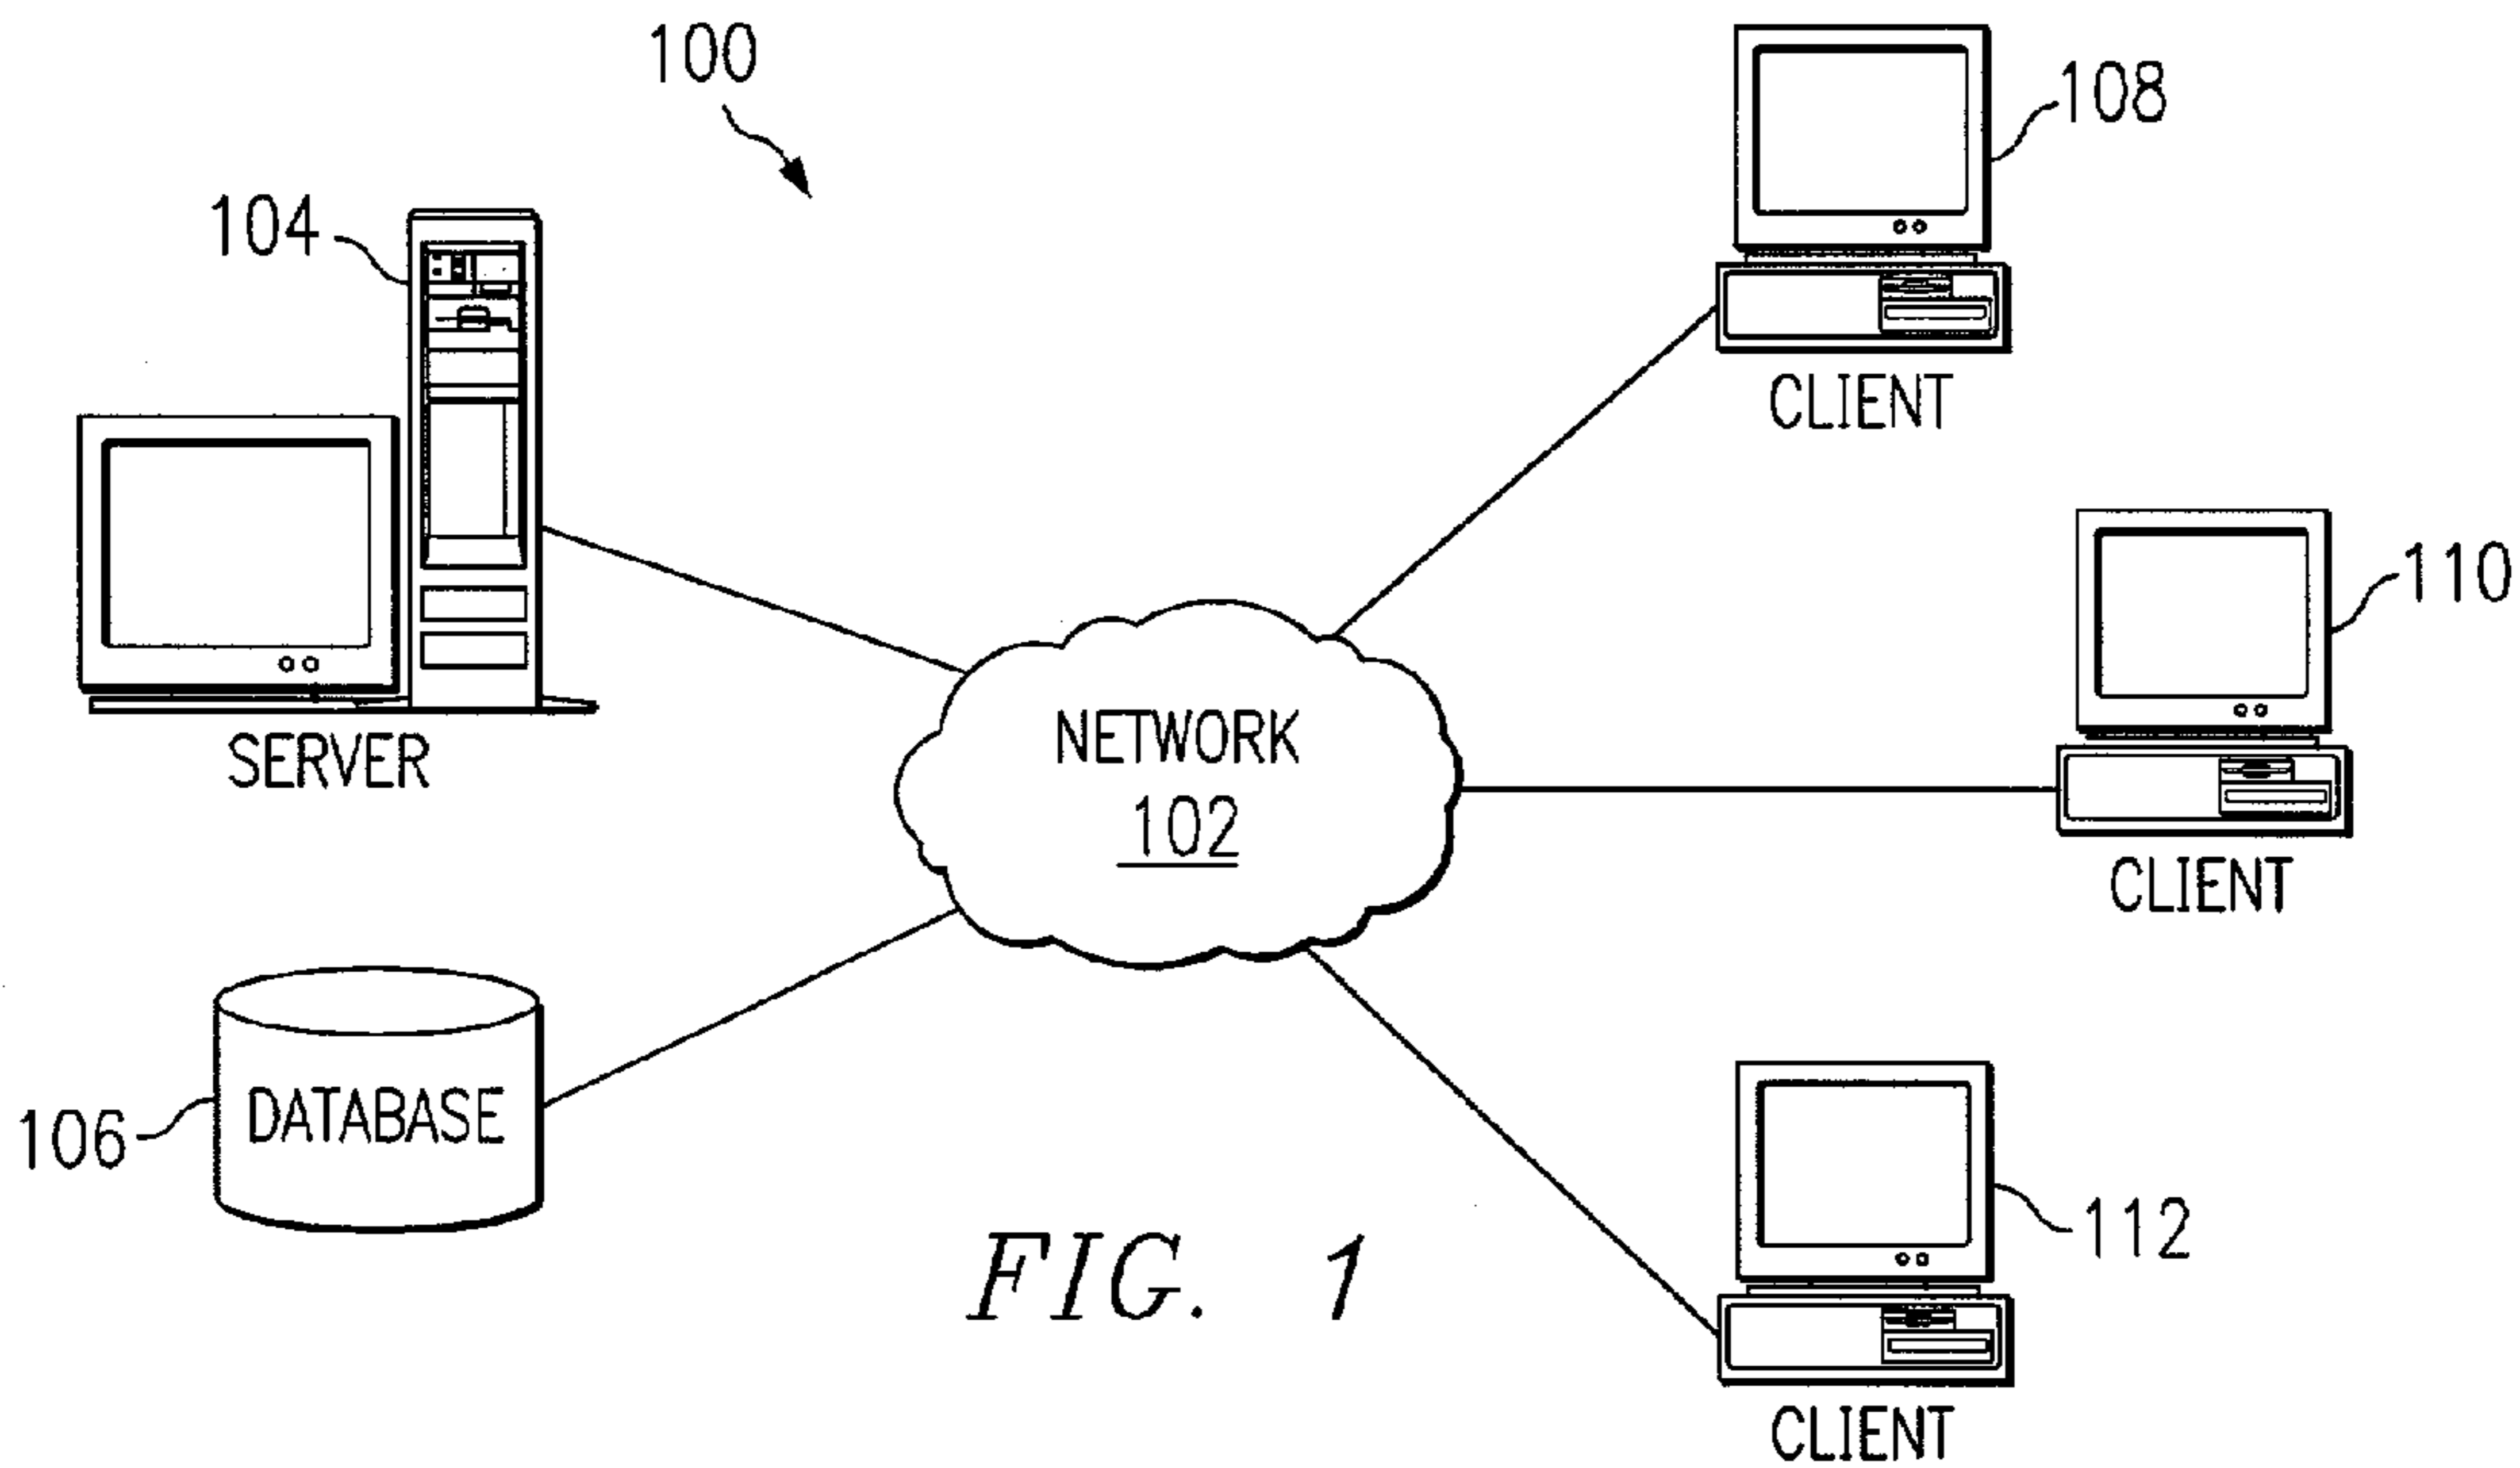 100
108
104
CLIENT
110
NETWORK
102
SERVER
CLIENT
DATABASE
106
112
FIG. 1
CLIENT